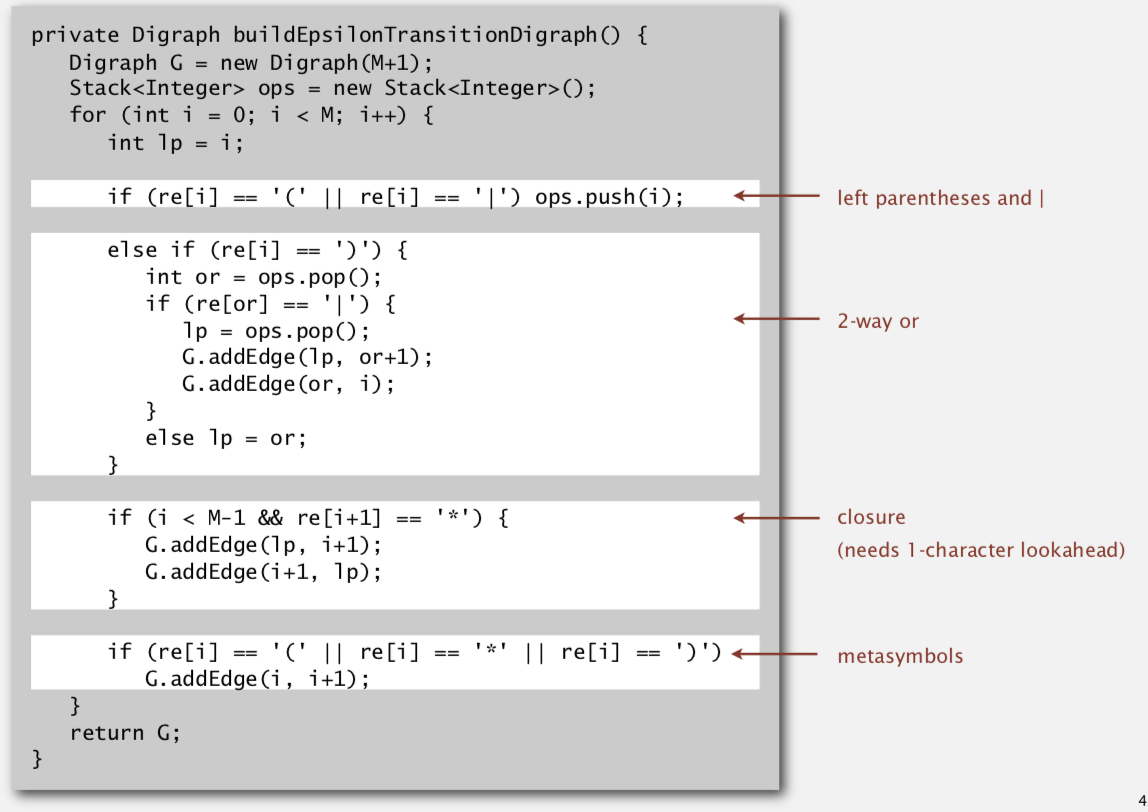 private Digraph buildEpsilonTransitionDigraph() {
   Digraph G = new Digraph(M+1);
   Stack<Integer> ops = new Stack<Integer>();
   for (int i = 0; i < M; i++) {
      int lp = i;
      if (re[i] == '(' || re[i] == '|') ops.push(i);
left parentheses and |
      else if (re[i] == ')') {
         int or = ops.pop();
         if (re[or] == '|') {
            lp = ops.pop();
            G.addEdge(lp, or+1);
            G.addEdge(or, i);
         }
         else lp = or;
      }
2-way or
      if (i < M-1 && re[i+1] == '*') {
         G.addEdge(lp, i+1);
         G.addEdge(i+1, lp);
      }
closure
(needs 1-character lookahead)
      if (re[i] == '(' || re[i] == '*' || re[i] == ')')
         G.addEdge(i, i+1);
metasymbols
   }
   return G;
}
4